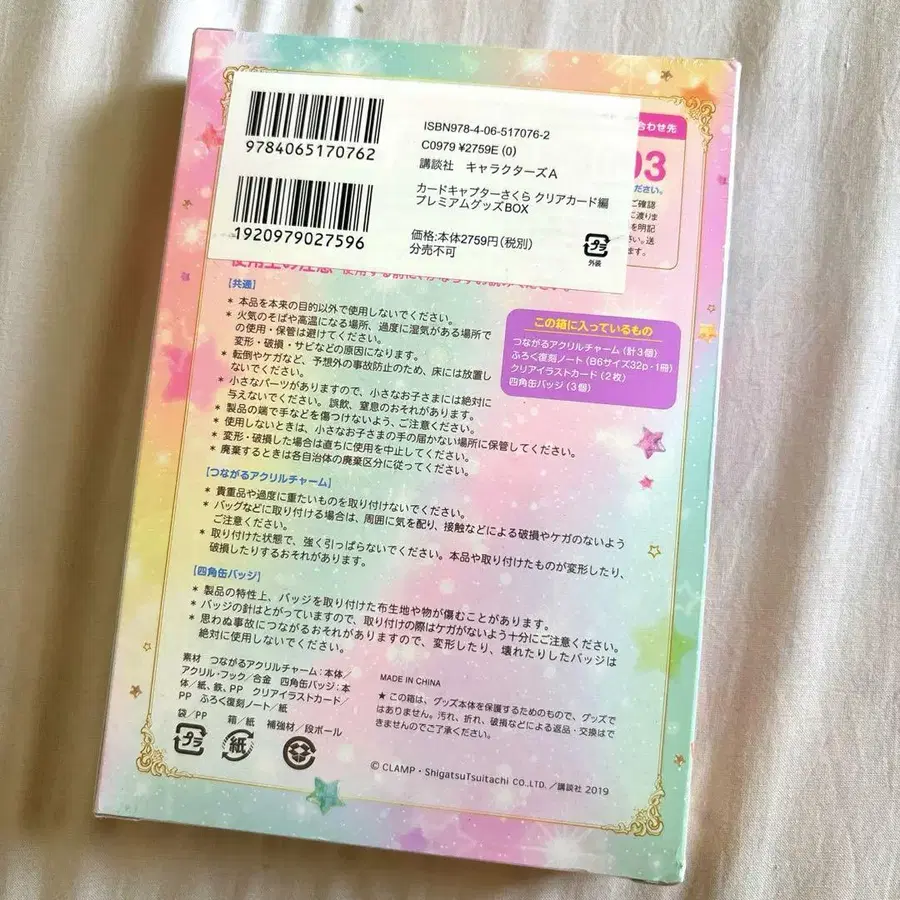 9784065170762
1920979027596
ISBN978-4-06-517076-2
C0979 ¥2759E (0)
講談社 キャラクターズA
カードキャプターさくら クリアカード編
プレミアムグッズBOX
価格:本体2759円(税別)
分売不可
プラ
外装
合わせ先
03
ださい。
ご確認
に渡りま
を明記
さい。送
ます。
【共通】
* 本品を本来の目的以外で使用しないでください。
* 火気のそばや高温になる場所、過度に湿気がある場所で
の使用・保管は避けてください。
変形・破損・サビなどの原因になります。
* 転倒やケガなど、予想外の事故防止のため、床には放置し
ないでください。
* 小さなパーツがありますので、小さなお子さまには絶対に
与えないでください。誤飲、窒息のおそれがあります。
* 製品の端で手などを傷つけないよう、ご注意ください。
* 使用しないときは、小さなお子さまの手の届かない場所に保管してください。
* 変形・破損した場合は直ちに使用を中止してください。
* 廃棄するときは各自治体の廃棄区分に従ってください。
この箱に入っているもの
つながるアクリルチャーム(計3個)
ふろく復刻ノート(B6サイズ32p・1冊)
クリアイラストカード(2枚)
四角缶バッジ(3個)
【つながるアクリルチャーム】
* 貴重品や過度に重たいものを取り付けないでください。
* バッグなどに取り付ける場合は、周囲に気を配り、接触などによる破損やケガのないよう
ご注意ください。
* 取り付けた状態で、強く引っぱらないでください。本品や取り付けたものが変形したり、
破損したりするおそれがあります。
【四角缶バッジ】
* 製品の特性上、バッジを取り付けた布生地や物が傷むことがあります。
* バッジの針はとがっていますので、取り付けの際はケガがないよう十分にご注意ください。
* 思わぬ事故につながるおそれがありますので、変形したり、壊れたりしたバッジは
絶対に使用しないでください。
素材 つながるアクリルチャーム:本体/
アクリル・フック/合金 四角缶バッジ:本
体/紙、鉄、PP クリアイラストカード/
PP ふろく復刻ノート/紙
袋/PP 箱/紙 補強材/段ボール
プラ
紙
MADE IN CHINA
★ この箱は、グッズ本体を保護するためのもので、グッズで
はありません。汚れ、折れ、破損などによる返品・交換はで
きませんのでご了承ください。
© CLAMP・ShigatsuTsuitachi CO.,LTD./講談社 2019